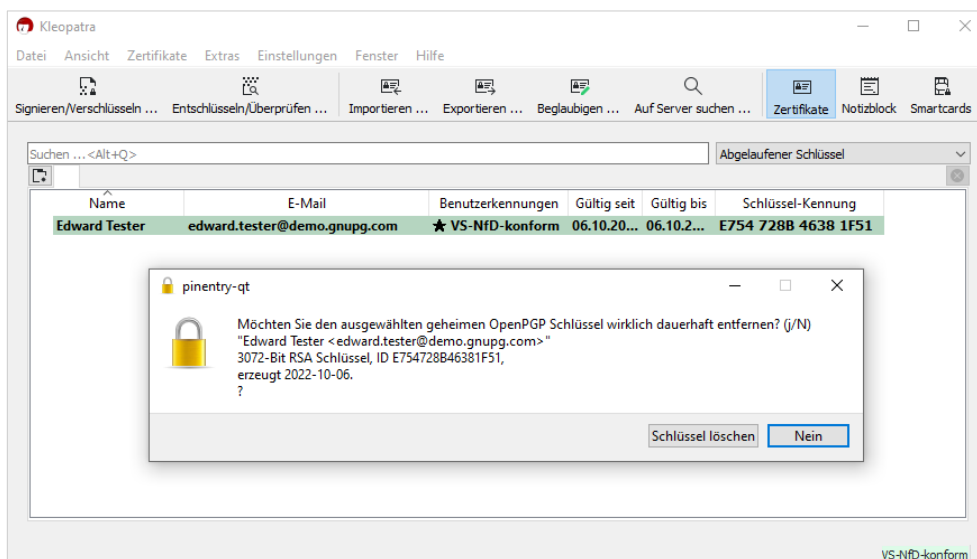 Kleopatra
Datei Ansicht Zertifikate Extras Einstellungen Fenster Hilfe
Signieren/Verschlüsseln ... Entschlüsseln/Überprüfen ... Importieren ... Exportieren ... Beglaubigen ... Auf Server suchen ... Zertifikate Notizblock Smartcards
Suchen ...<Alt+Q> Abgelaufener Schlüssel
Name E-Mail Benutzerkennungen Gültig seit Gültig bis Schlüssel-Kennung
Edward Tester edward.tester@demo.gnupg.com ★ VS-NfD-konform 06.10.20... 06.10.2... E754 728B 4638 1F51
pinentry-qt
Möchten Sie den ausgewählten geheimen OpenPGP Schlüssel wirklich dauerhaft entfernen? (j/N)
"Edward Tester <edward.tester@demo.gnupg.com>"
3072-Bit RSA Schlüssel, ID E754728B46381F51,
erzeugt 2022-10-06.
?
Schlüssel löschen Nein
VS-NfD-konform